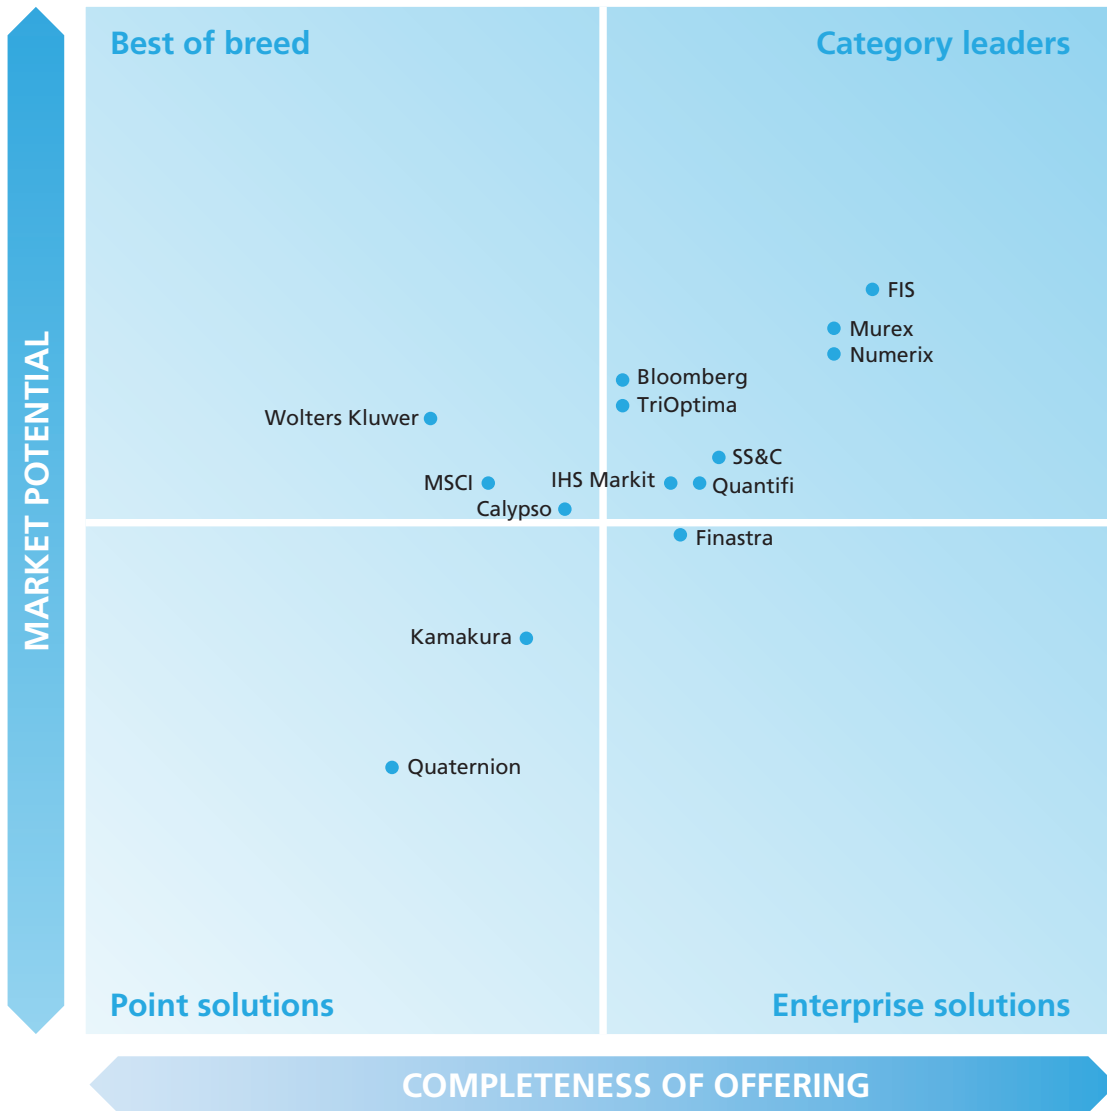 Best of breed
Category leaders
FIS
Murex
Numerix
Bloomberg
TriOptima
Wolters Kluwer
SS&C
MSCI
IHS Markit
Quantifi
Calypso
Finastra
Kamakura
Quaternion
Point solutions
Enterprise solutions
MARKET POTENTIAL
COMPLETENESS OF OFFERING